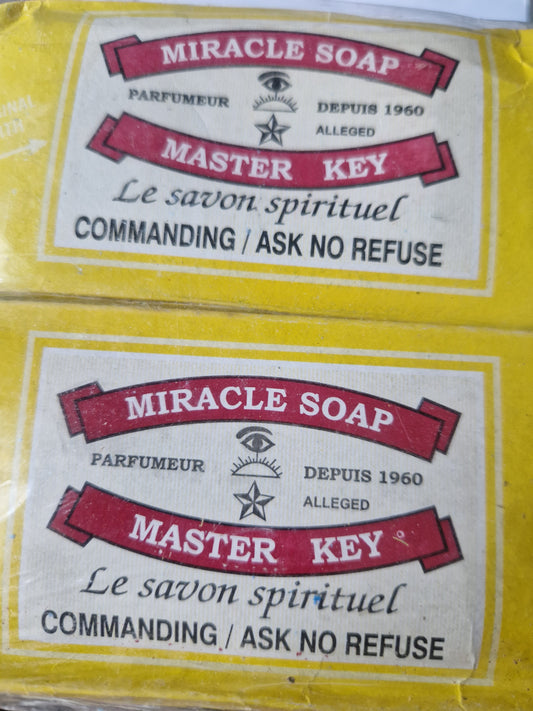 MIRACLE SOAP
PARFUMEUR
DEPUIS 1960
ALLEGED
MASTER KEY
Le savon spirituel
COMMANDING / ASK NO REFUSE
MIRACLE SOAP
PARFUMEUR
DEPUIS 1960
ALLEGED
MASTER KEY
Le savon spirituel
COMMANDING / ASK NO REFUSE